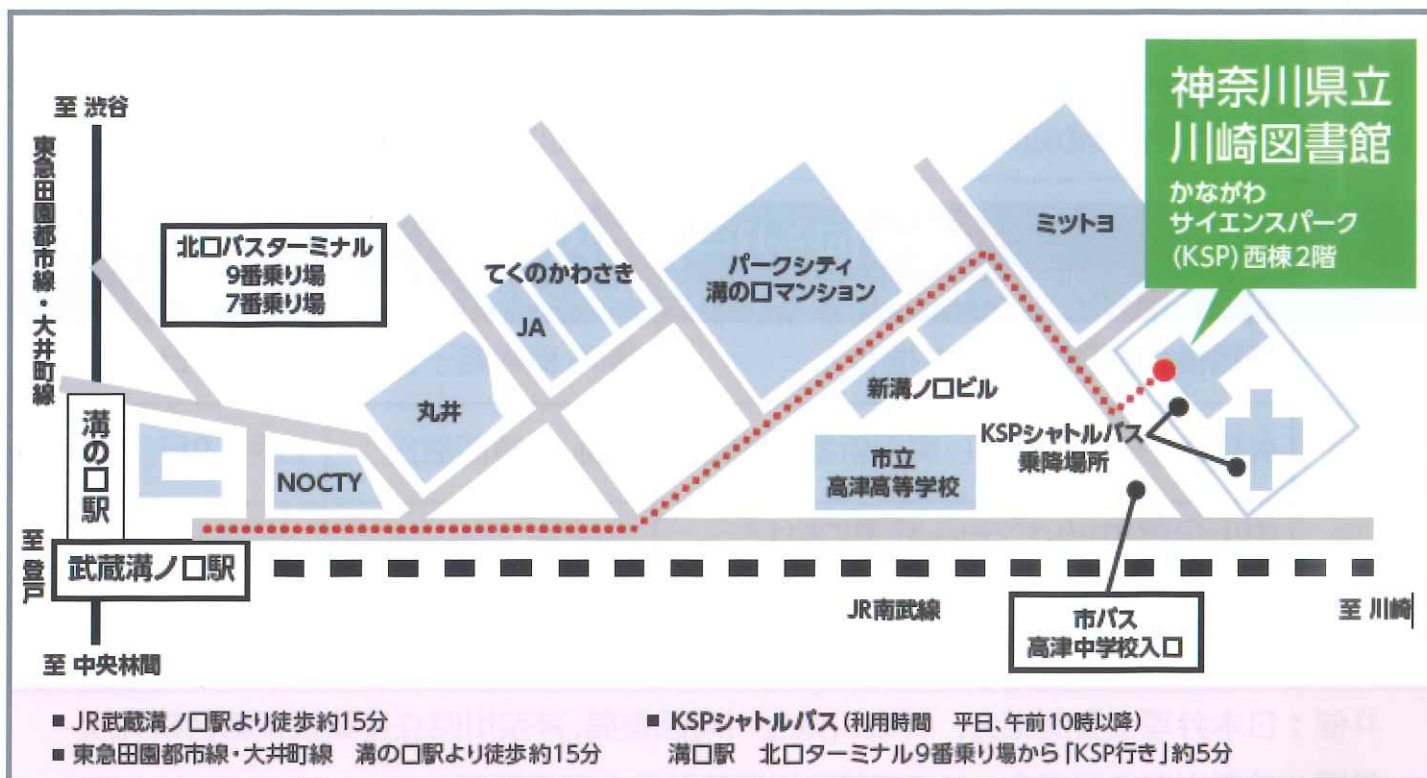 神奈川県立
川崎図書館
かながわ
サイエンスパーク
(KSP)西棟2階
至 渋谷
東急田園都市線・大井町線
北口バスターミナル
9番乗り場
7番乗り場
てくのかわさき
JA
パークシティ
溝の口マンション
ミツトヨ
丸井
新溝ノ口ビル
KSPシャトルバス
乗降場所
溝の口駅
NOCTY
市立
高津高等学校
至 登戸
武蔵溝ノ口駅
JR南武線
市バス
高津中学校入口
至 川崎
至 中央林間
■ JR武蔵溝ノ口駅より徒歩約15分
■ 東急田園都市線・大井町線 溝の口駅より徒歩約15分
■ KSPシャトルバス(利用時間 平日、午前10時以降)
溝口駅 北口ターミナル9番乗り場から「KSP行き」約5分